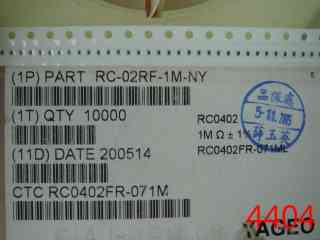 (1P) PART RC-02RF-1M-NY
(1T) QTY 10000
RC0402
1M Ω ± 1%
(11D) DATE 200514
RC0402FR-071ML
CTC RC0402FR-071M
YAGEO
4404